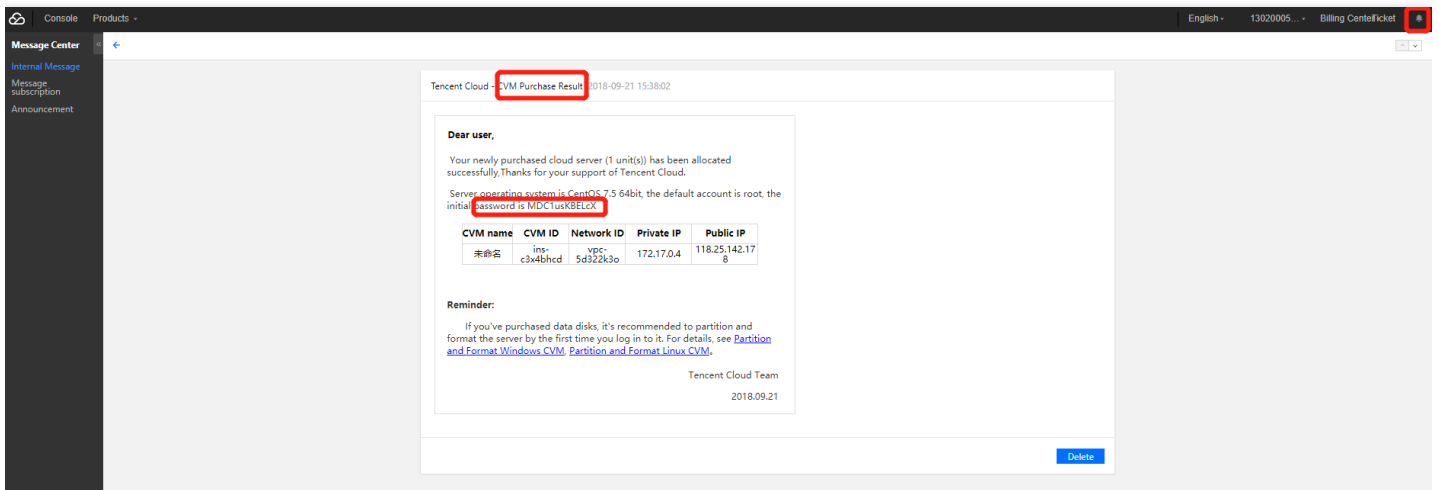 Console Products English 13020005... Billing Center Ticket
Message Center «
Internal Message
Message
subscription
Announcement
Tencent Cloud - CVM Purchase Result 2018-09-21 15:38:02
Dear user,
Your newly purchased cloud server (1 unit(s)) has been allocated
successfully,Thanks for your support of Tencent Cloud.
Server operating system is CentOS 7.5 64bit, the default account is root, the
initial password is MDC1usKBELcX
CVM name CVM ID Network ID Private IP Public IP
未命名 ins-c3x4bhcd vpc-5d322k3o 172.17.0.4 118.25.142.178
Reminder:
If you've purchased data disks, it's recommended to partition and
format the server by the first time you log in to it. For details, see Partition
and Format Windows CVM, Partition and Format Linux CVM。
Tencent Cloud Team
2018.09.21
Delete